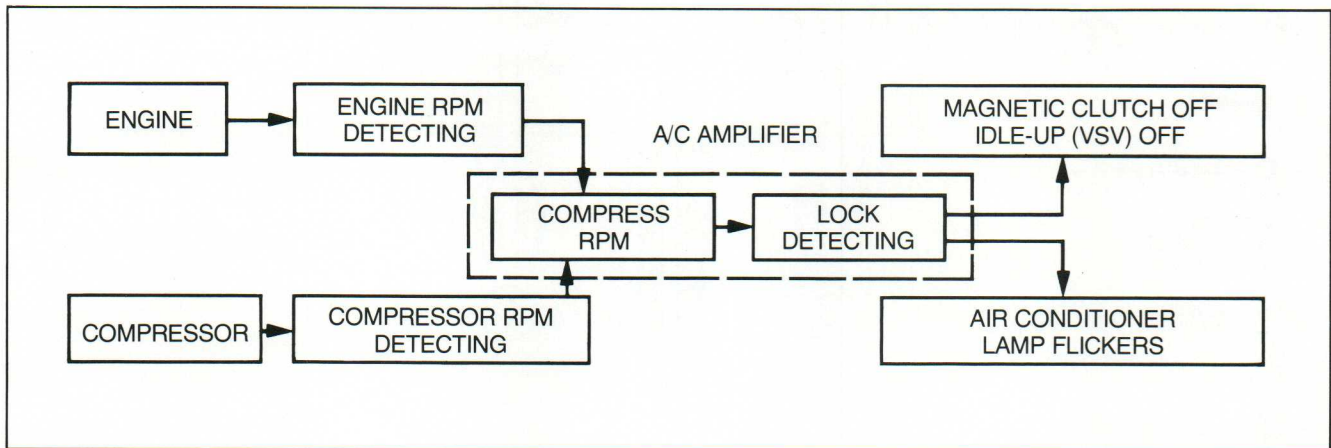 ENGINE
ENGINE RPM
DETECTING
A/C AMPLIFIER
MAGNETIC CLUTCH OFF
IDLE-UP (VSV) OFF
COMPRESS
RPM
LOCK
DETECTING
COMPRESSOR
COMPRESSOR RPM
DETECTING
AIR CONDITIONER
LAMP FLICKERS